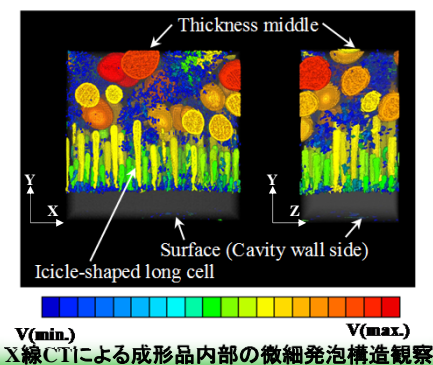 Thickness middle
Y
X
Y
Z
Surface (Cavity wall side)
Icicle-shaped long cell
V(min.)
V(max.)
X線CTによる成形品内部の微細発泡構造観察